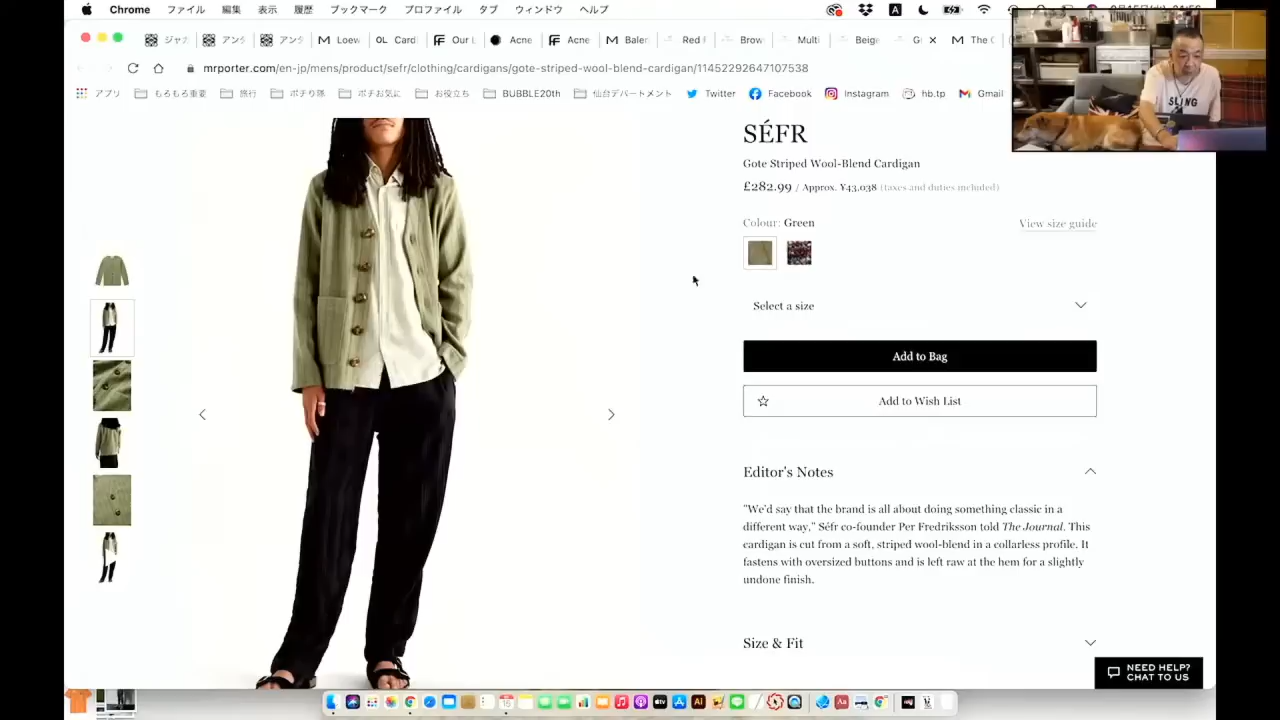 Chrome ファイル 編集 表示 履歴 ブックマーク プロファイル タブ ウィンドウ ヘルプ
ジャ アン アン Loew Card Our Acne Acne Baler Red Brow Multi Beige The
mrporter.com/en-jp/mens/product/sefr/clothing/cardigans/gote-striped-wool-blend-cardigan/11452292647107538
アプリ もろもろ重要 旅行 ポチり祭 ポチお気に お役立ち BUBBLE20th 仙台デパートメント Twitter Facebook Instagram hb.tp Gmail
SÉFR
Gote Striped Wool-Blend Cardigan
£282.99 / Approx. ¥43,038 (taxes and duties included)
Colour: Green
View size guide
Select a size
Add to Bag
Add to Wish List
Editor's Notes
"We'd say that the brand is all about doing something classic in a
different way," Séfr co-founder Per Fredriksson told The Journal. This
cardigan is cut from a soft, striped wool-blend in a collarless profile. It
fastens with oversized buttons and is left raw at the hem for a slightly
undone finish.
Size & Fit
NEED HELP?
CHAT TO US